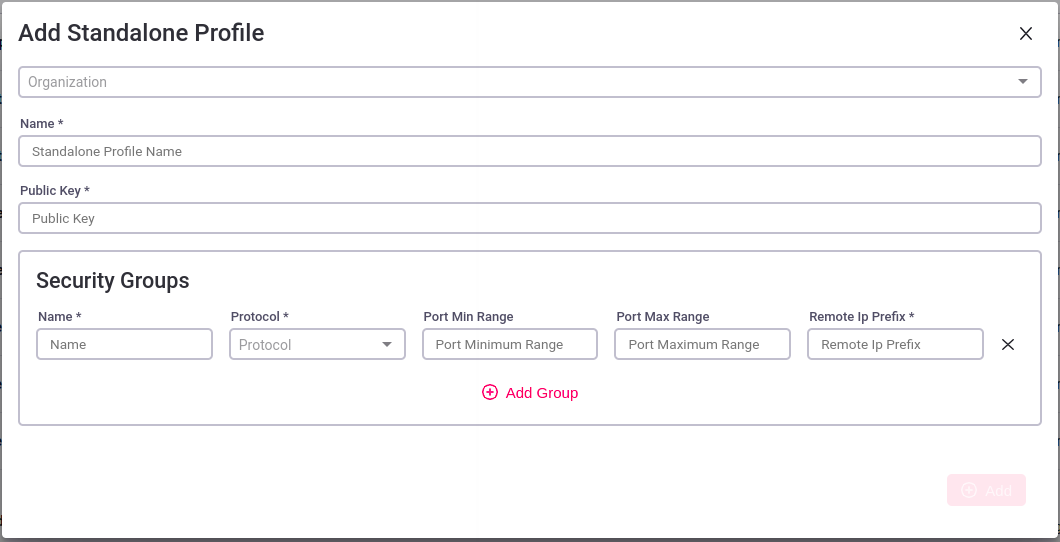 Add Standalone Profile
Organization
Name *
Standalone Profile Name
Public Key *
Public Key
Security Groups
Name * Protocol * Port Min Range Port Max Range Remote Ip Prefix *
Name Protocol Port Minimum Range Port Maximum Range Remote Ip Prefix
Add Group
Add